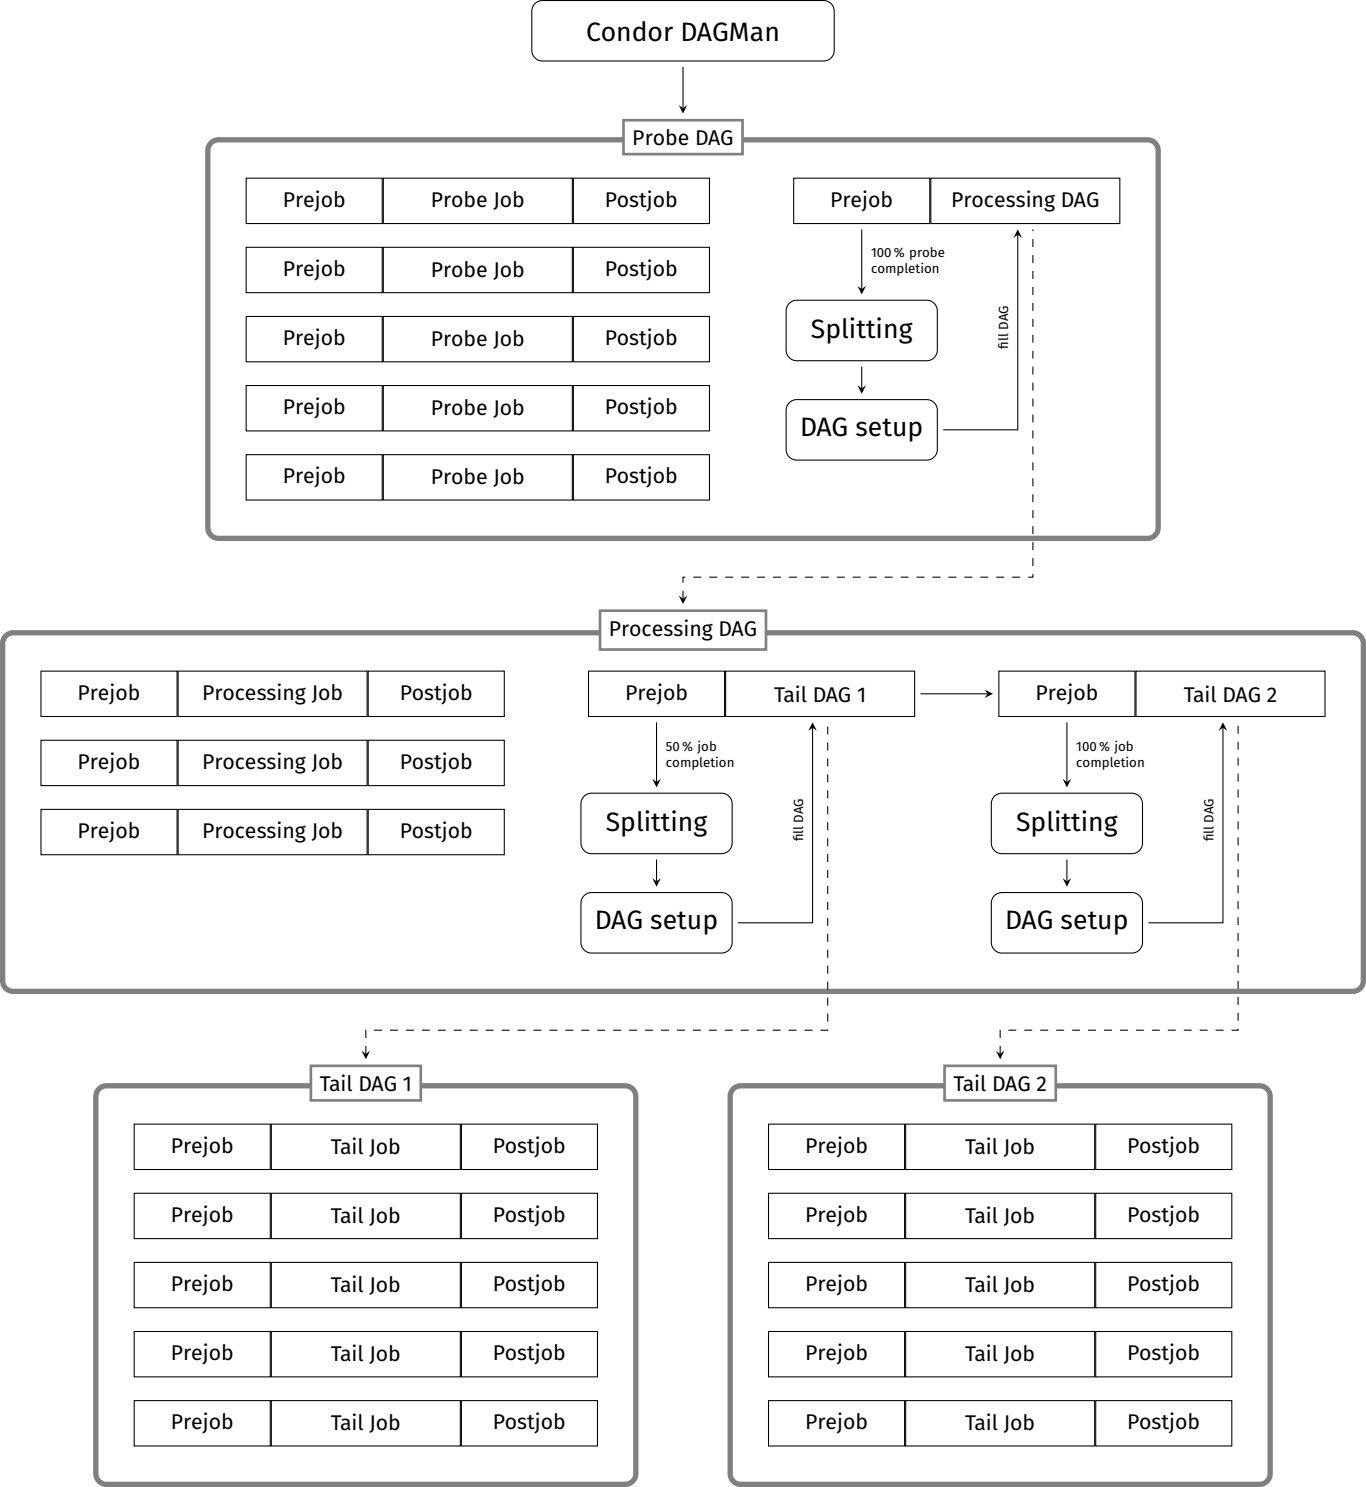 Condor DAGMan
Probe DAG
Prejob Probe Job Postjob
Prejob Probe Job Postjob
Prejob Probe Job Postjob
Prejob Probe Job Postjob
Prejob Probe Job Postjob
Prejob Processing DAG
100 % probe
completion
Splitting
fill DAG
DAG setup
Processing DAG
Prejob Processing Job Postjob
Prejob Processing Job Postjob
Prejob Processing Job Postjob
Prejob Tail DAG 1
50 % job
completion
Splitting
fill DAG
DAG setup
Prejob Tail DAG 2
100 % job
completion
Splitting
fill DAG
DAG setup
Tail DAG 1
Prejob Tail Job Postjob
Prejob Tail Job Postjob
Prejob Tail Job Postjob
Prejob Tail Job Postjob
Prejob Tail Job Postjob
Tail DAG 2
Prejob Tail Job Postjob
Prejob Tail Job Postjob
Prejob Tail Job Postjob
Prejob Tail Job Postjob
Prejob Tail Job Postjob